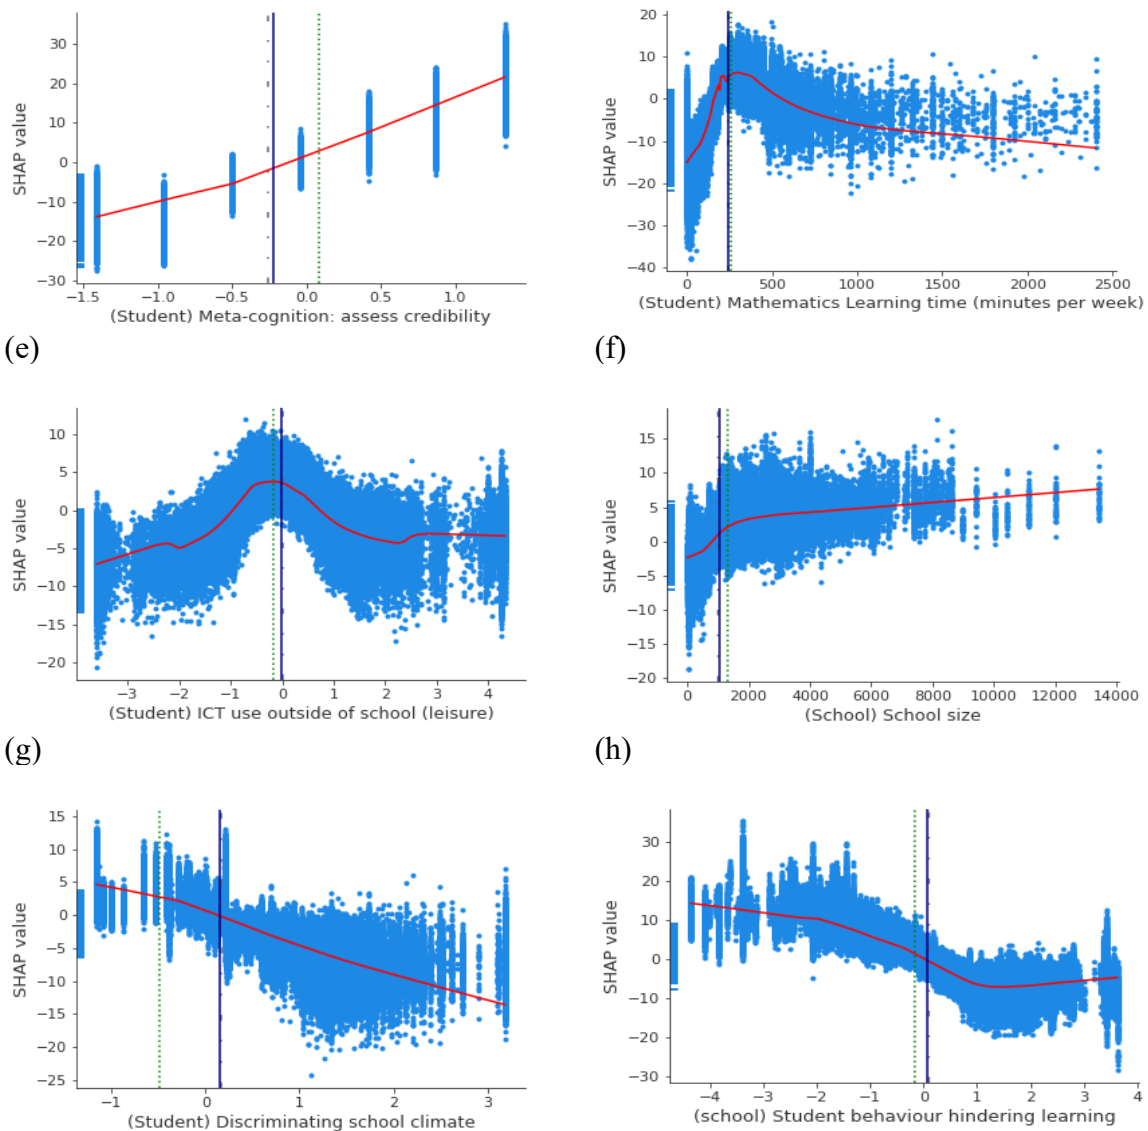 30
20
10
0
−10
−20
−30
SHAP value
−1.5 −1.0 −0.5 0.0 0.5 1.0
(Student) Meta-cognition: assess credibility
20
10
0
−10
−20
−30
−40
SHAP value
0 500 1000 1500 2000 2500
(Student) Mathematics Learning time (minutes per week)
(e)
(f)
10
5
0
−5
−10
−15
−20
SHAP value
−3 −2 −1 0 1 2 3 4
(Student) ICT use outside of school (leisure)
15
10
5
0
−5
−10
−15
−20
SHAP value
0 2000 4000 6000 8000 10000 12000 14000
(School) School size
(g)
(h)
15
10
5
0
−5
−10
−15
−20
−25
SHAP value
−1 0 1 2 3
(Student) Discriminating school climate
30
20
10
0
−10
−20
−30
SHAP value
−4 −3 −2 −1 0 1 2 3 4
(school) Student behaviour hindering learning